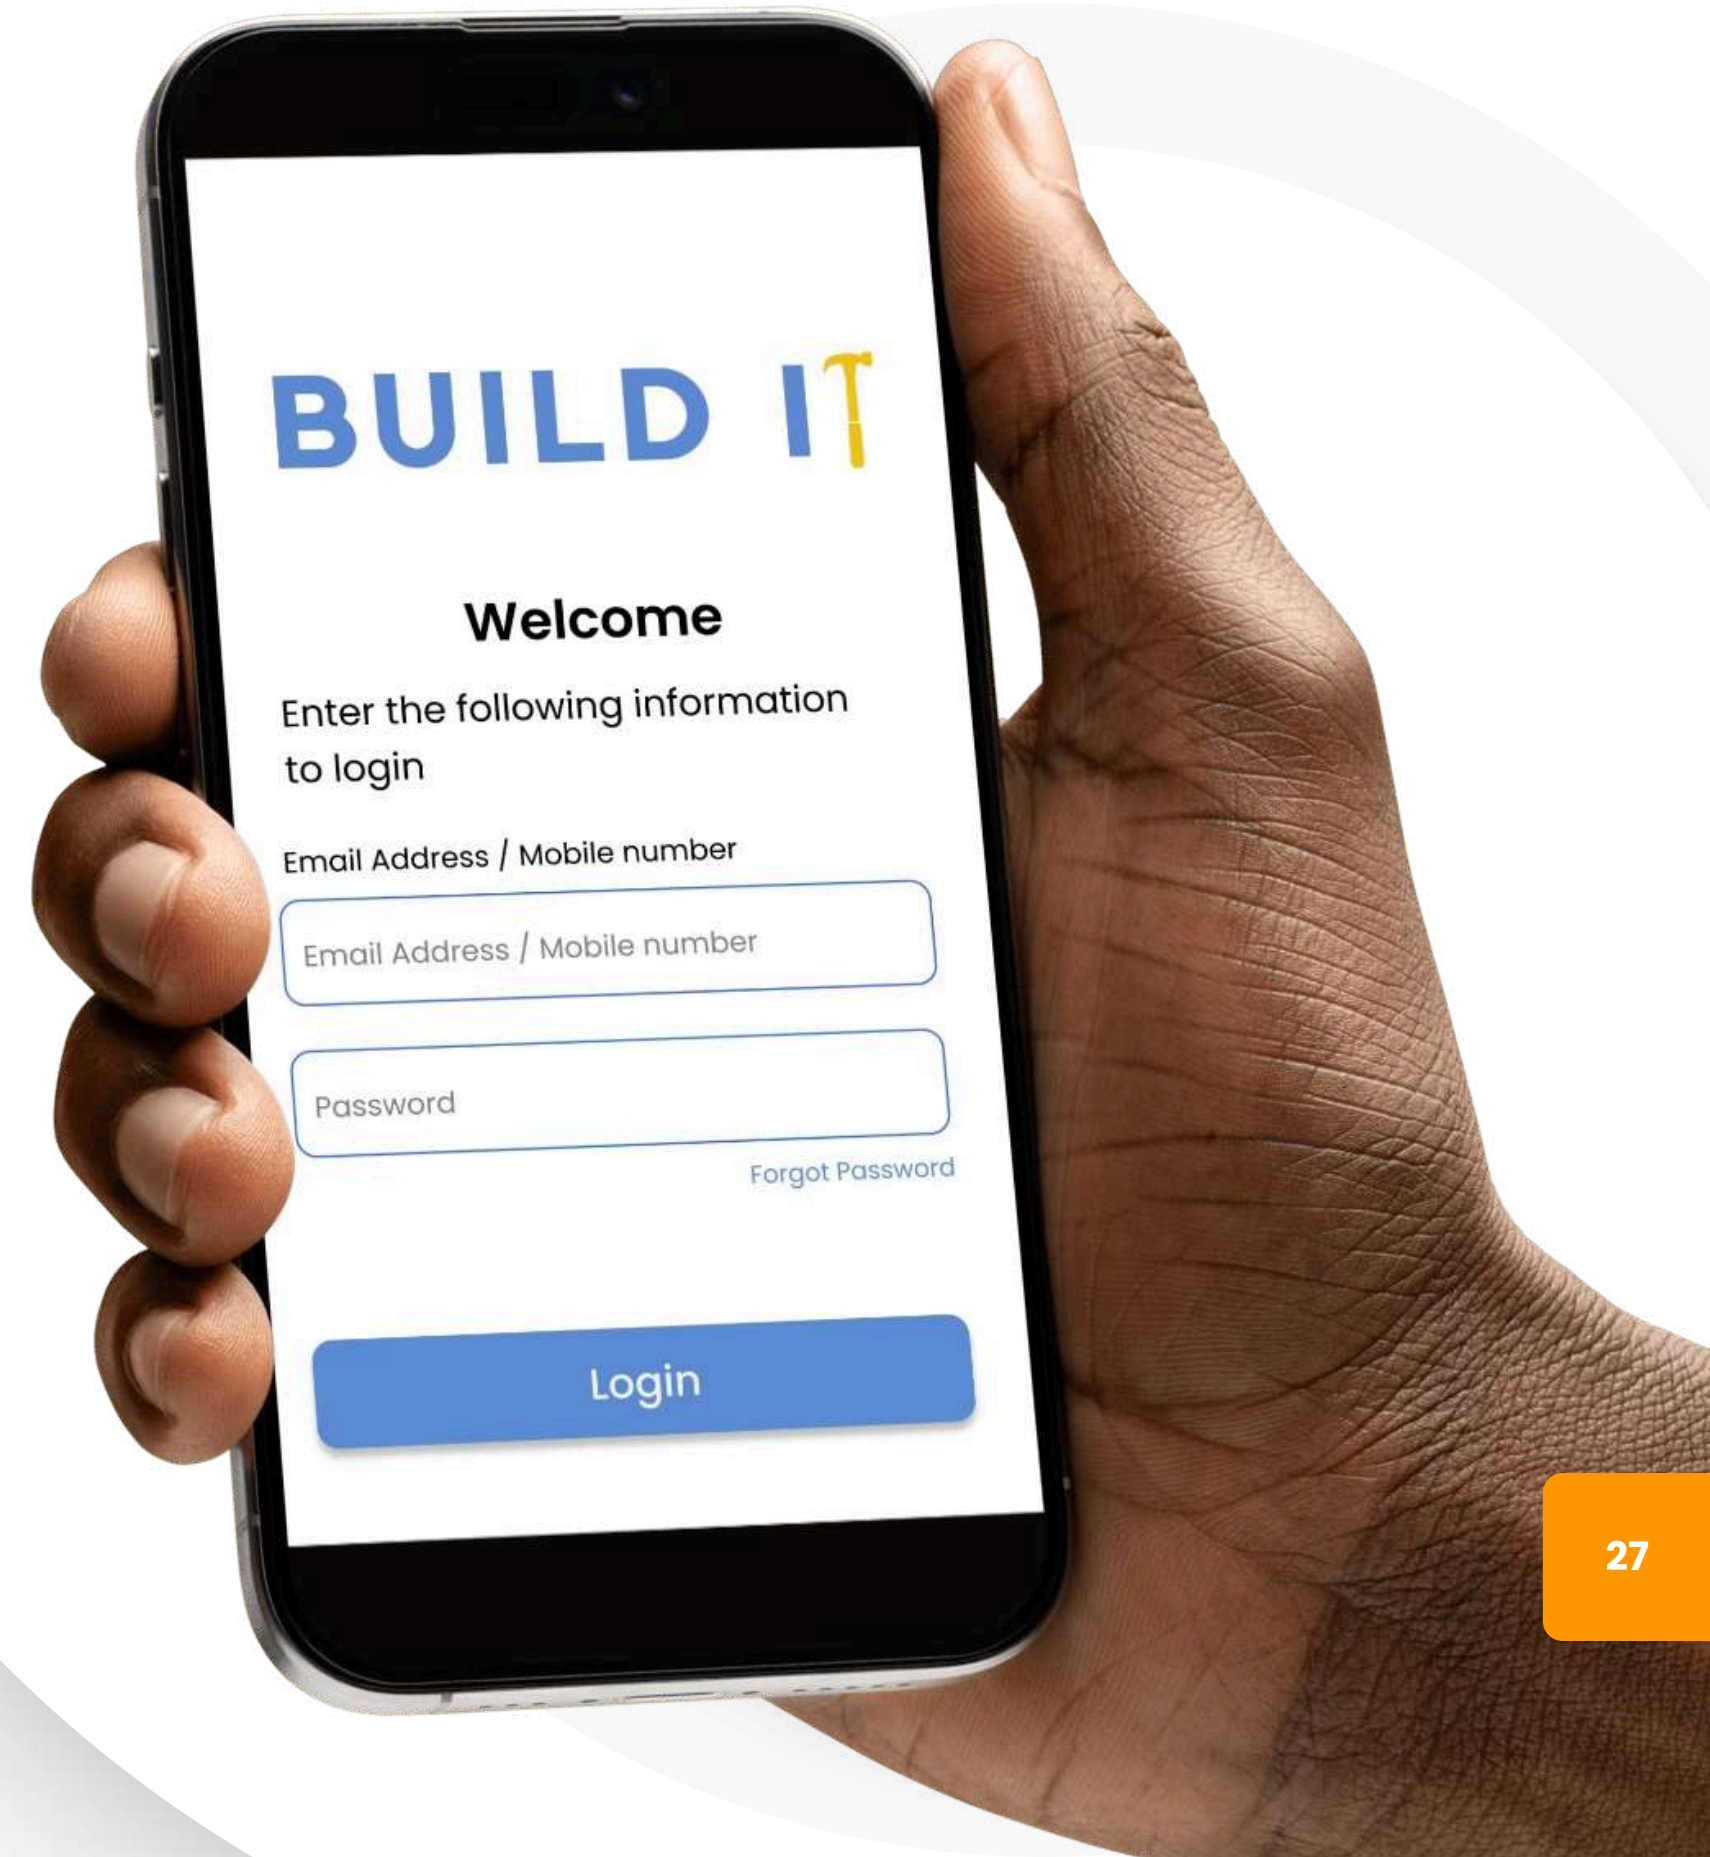 BUILD IT
Welcome
Enter the following information
to login
Email Address / Mobile number
Email Address / Mobile number
Password
Forgot Password
Login
27